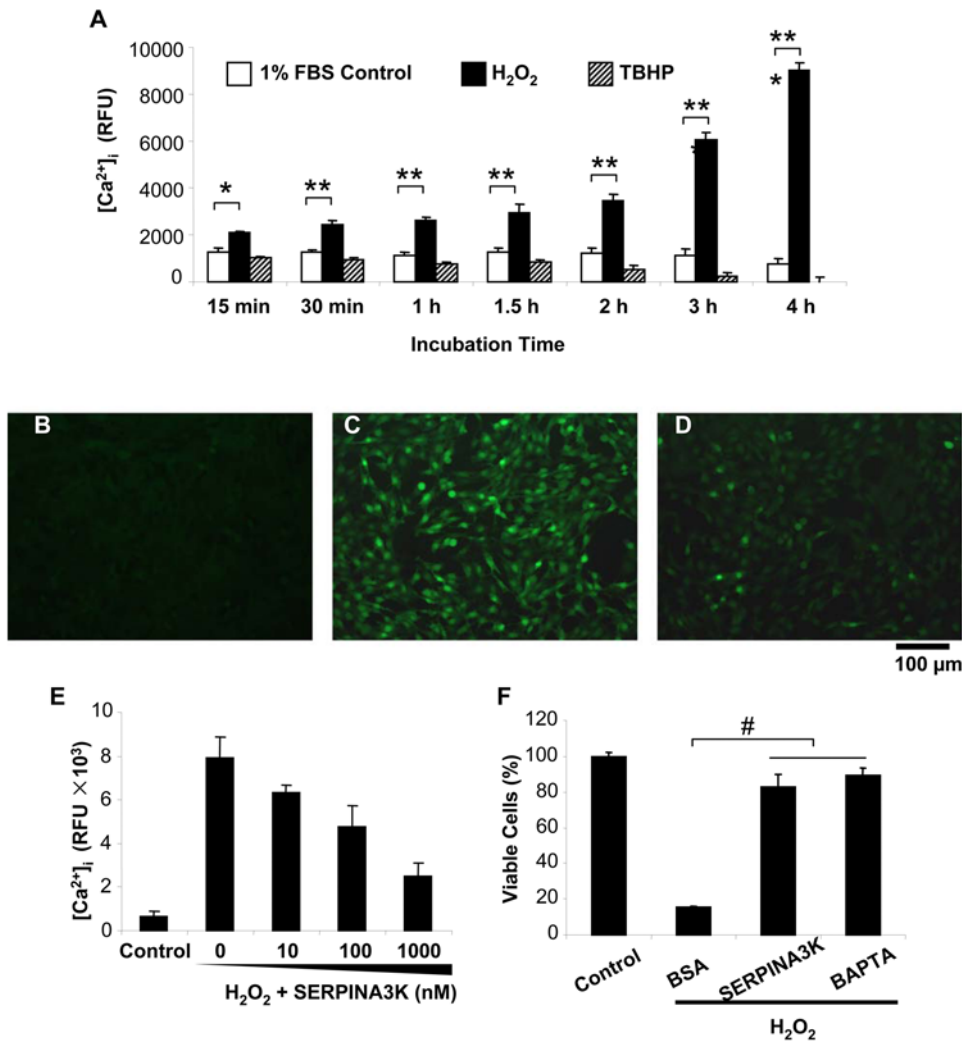 A
[Ca²⁺]ᵢ (RFU)
10000
8000
6000
4000
2000
0
1% FBS Control H₂O₂ TBHP
* ** ** ** ** ** **
*
15 min 30 min 1 h 1.5 h 2 h 3 h 4 h
Incubation Time
B C D
100 µm
E
[Ca²⁺]ᵢ (RFU × 10³)
10
8
6
4
2
0
Control 0 10 100 1000
H₂O₂ + SERPINA3K (nM)
F
Viable Cells (%)
120
100
80
60
40
20
0
#
Control BSA SERPINA3K BAPTA
H₂O₂